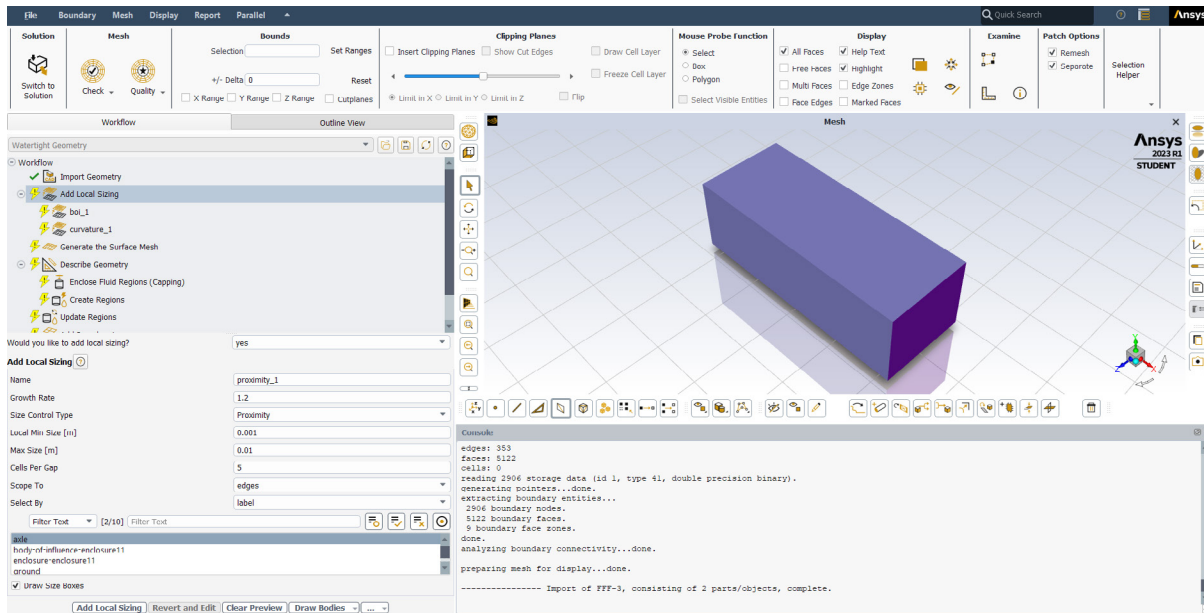 File Boundary Mesh Display Report Parallel Quick Search Ansys
Solution Mesh Bounds Clipping Planes Mouse Probe Function Display Examine Patch Options
Selection Set Ranges Insert Clipping Planes Show Cut Edges Draw Cell Layer Select All Faces Help Text Remesh
Box Free Faces Highlight Separate
Switch to Solution Check Quality +/- Delta 0 Reset Freeze Cell Layer Polygon Multi Faces Edge Zones Selection Helper
X Range Y Range Z Range Cutplanes Limit in X Limit in Y Limit in Z Flip Select Visible Entities Face Edges Marked Faces
Workflow Outline View Mesh
Watertight Geometry
Workflow
Import Geometry
Add Local Sizing
boi_1
curvature_1
Generate the Surface Mesh
Describe Geometry
Enclose Fluid Regions (Capping)
Create Regions
Update Regions
Would you like to add local sizing? yes
Add Local Sizing
Name proximity_1
Growth Rate 1.2
Size Control Type Proximity
Local Min Size [m] 0.001
Max Size [m] 0.01
Cells Per Gap 5
Scope To edges
Select By label
Filter Text [2/10] Filter Text
axle
body-of-influence-enclosure11
enclosure-enclosure11
ground
Draw Size Boxes
Add Local Sizing Revert and Edit Clear Preview Draw Bodies ...
Ansys
2023 R1
STUDENT
Y
Z X
Console
edges: 353
faces: 5122
cells: 0
reading 2906 storage data (id 1, type 41, double precision binary).
generating pointers...done.
extracting boundary entities...
2906 boundary nodes.
5122 boundary faces.
9 boundary face zones.
done.
analyzing boundary connectivity...done.
preparing mesh for display...done.
---------------- Import of FFF-3, consisting of 2 parts/objects, complete.